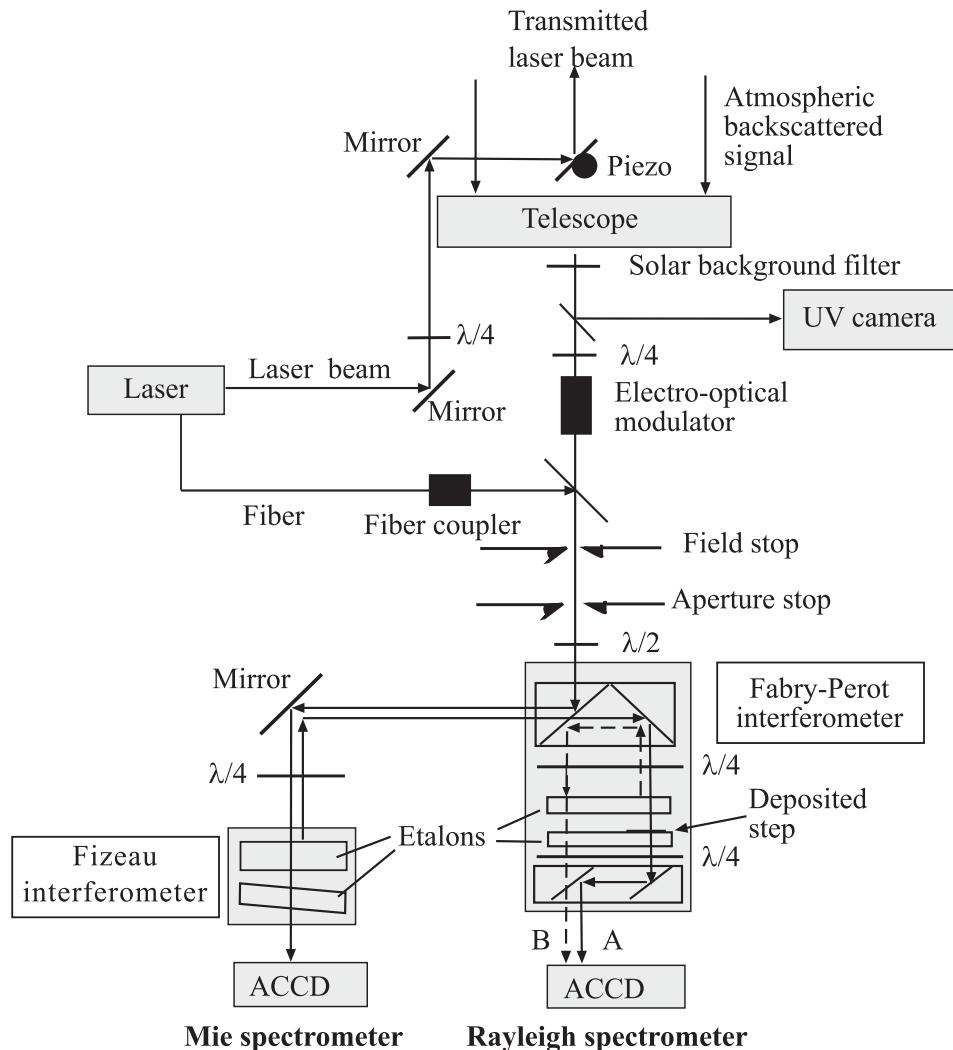 Transmitted
laser beam
Atmospheric
backscattered
signal
Mirror
Piezo
Telescope
Solar background filter
UV camera
λ/4
λ/4
Laser
Laser beam
Mirror
Electro-optical
modulator
Fiber
Fiber coupler
Field stop
Aperture stop
λ/2
Mirror
Fabry-Perot
interferometer
λ/4
λ/4
Deposited
step
Etalons
λ/4
Fizeau
interferometer
B
A
ACCD
ACCD
Mie spectrometer
Rayleigh spectrometer